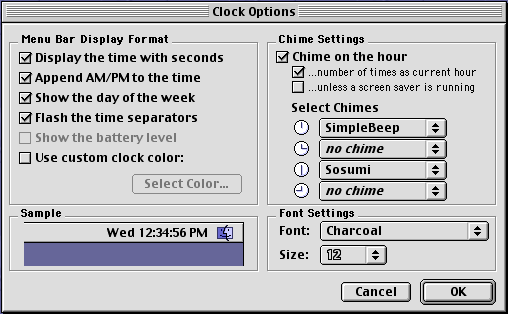 Clock Options
Menu Bar Display Format
Display the time with seconds
Append AM/PM to the time
Show the day of the week
Flash the time separators
Show the battery level
Use custom clock color:
Select Color...
Sample
Wed 12:34:56 PM
Chime Settings
Chime on the hour
...number of times as current hour
...unless a screen saver is running
Select Chimes
SimpleBeep
no chime
Sosumi
no chime
Font Settings
Font: Charcoal
Size: 12
Cancel OK